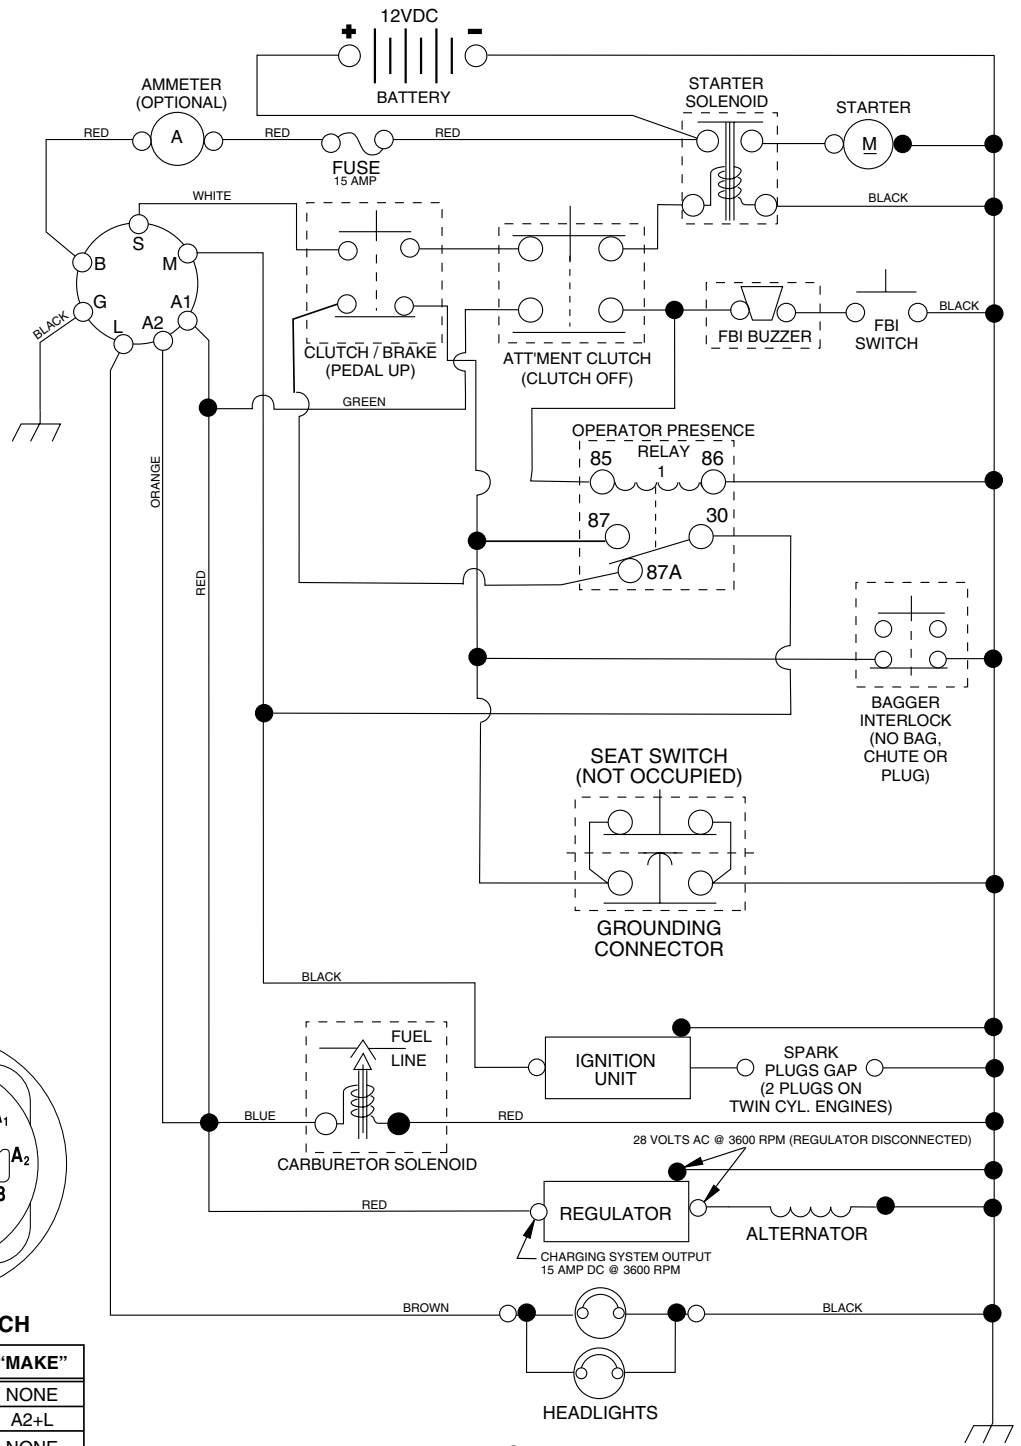 12VDC
+
-
BATTERY
AMMETER
(OPTIONAL)
STARTER
SOLENOID
STARTER
RED
A
RED
FUSE
15 AMP
RED
M
WHITE
BLACK
S
B
M
G
A1
L
A2
BLACK
CLUTCH / BRAKE
(PEDAL UP)
ATT'MENT CLUTCH
(CLUTCH OFF)
FBI BUZZER
FBI
SWITCH
BLACK
GREEN
ORANGE
OPERATOR PRESENCE
RELAY
1
85
86
87
30
87A
RED
BAGGER
INTERLOCK
(NO BAG,
CHUTE OR
PLUG)
SEAT SWITCH
(NOT OCCUPIED)
GROUNDING
CONNECTOR
BLACK
FUEL
LINE
IGNITION
UNIT
SPARK
PLUGS GAP
(2 PLUGS ON
TWIN CYL. ENGINES)
BLUE
RED
CARBURETOR SOLENOID
28 VOLTS AC @ 3600 RPM (REGULATOR DISCONNECTED)
A2
RED
REGULATOR
ALTERNATOR
CHARGING SYSTEM OUTPUT
15 AMP DC @ 3600 RPM
BROWN
BLACK
HEADLIGHTS
CH
"MAKE"
NONE
A2+L
NONE